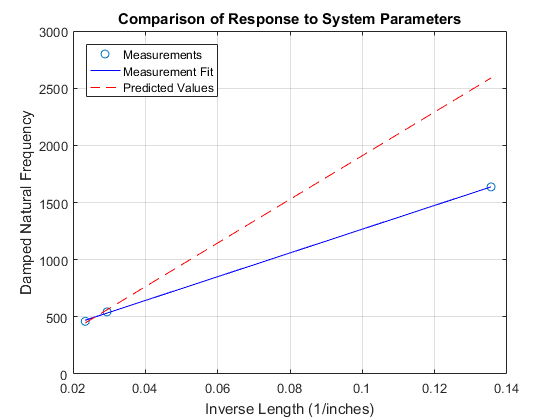 Comparison of Response to System Parameters
3000
2500
2000
1500
1000
500
0
Measurements
Measurement Fit
Predicted Values
Damped Natural Frequency
0.02
0.04
0.06
0.08
0.1
0.12
0.14
Inverse Length (1/inches)